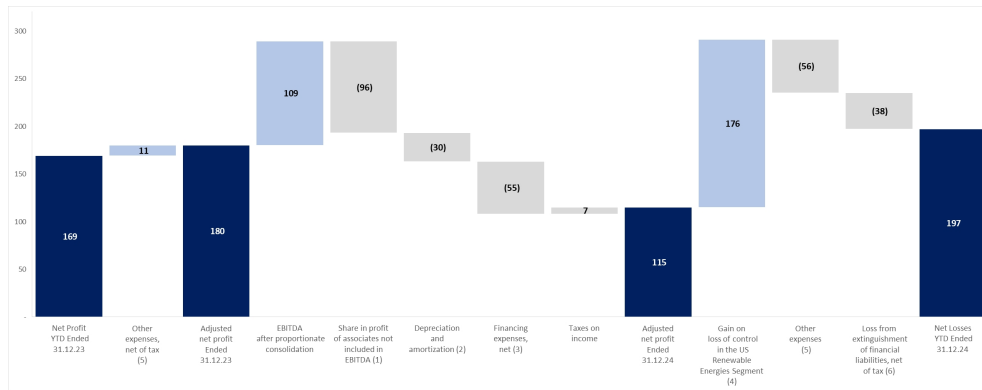 300
250
200
150
100
50
-
169
11
180
109
(96)
(30)
(55)
7
115
176
(56)
(38)
197
Net Profit
YTD Ended
31.12.23
Other
expenses,
net of tax
(5)
Adjusted
net profit
Ended
31.12.23
EBITDA
after proportionate
consolidation
Share in profit
of associates not
included in
EBITDA (1)
Depreciation
and
amortization (2)
Financing
expenses,
net (3)
Taxes on
income
Adjusted
net profit
Ended
31.12.24
Gain on
loss of control
in the US
Renewable
Energies Segment
(4)
Other
expenses
(5)
Loss from
extinguishment
of financial
liabilities, net
of tax (6)
Net Losses
YTD Ended
31.12.24